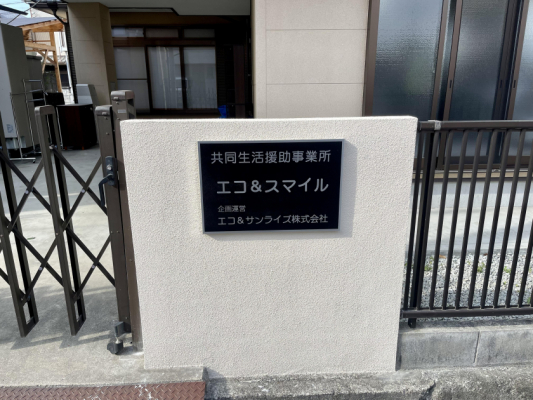 共同生活援助事業所
エコ&スマイル
企画運営
エコ&サンライズ株式会社